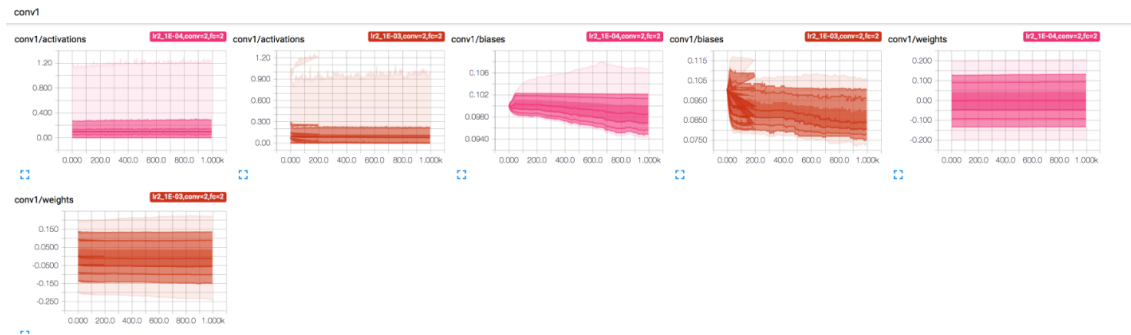 conv1
conv1/activations
lr2_1E-04,conv=2,fc=2
1.20
0.800
0.400
0.00
0.000 200.0 400.0 600.0 800.0 1.000k
conv1/activations
lr2_1E-03,conv=2,fc=2
1.20
0.900
0.600
0.300
0.00
0.000 200.0 400.0 600.0 800.0 1.000k
conv1/biases
lr2_1E-04,conv=2,fc=2
0.106
0.102
0.0980
0.0940
0.000 200.0 400.0 600.0 800.0 1.000k
conv1/biases
lr2_1E-03,conv=2,fc=2
0.115
0.105
0.0950
0.0850
0.0750
0.000 200.0 400.0 600.0 800.0 1.000k
conv1/weights
lr2_1E-04,conv=2,fc=2
0.200
0.100
0.00
-0.100
-0.200
0.000 200.0 400.0 600.0 800.0 1.000k
conv1/weights
lr2_1E-03,conv=2,fc=2
0.150
0.0500
-0.0500
-0.150
-0.250
0.000 200.0 400.0 600.0 800.0 1.000k